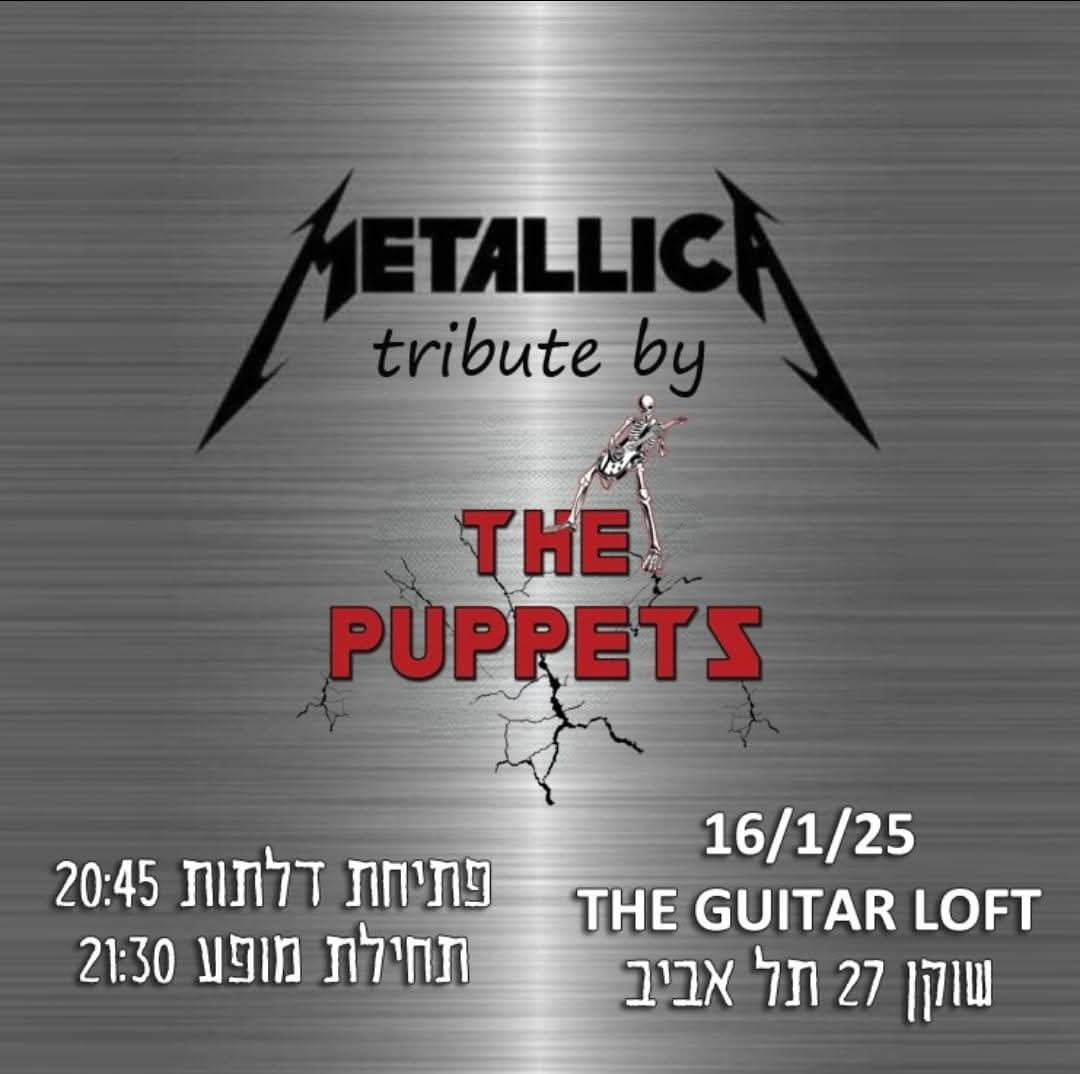 METALLICA
tribute by
THE
PUPPETS
16/1/25
THE GUITAR LOFT
שוקן 27 תל אביב
פתיחת דלתות 20:45
תחילת מופע 21:30